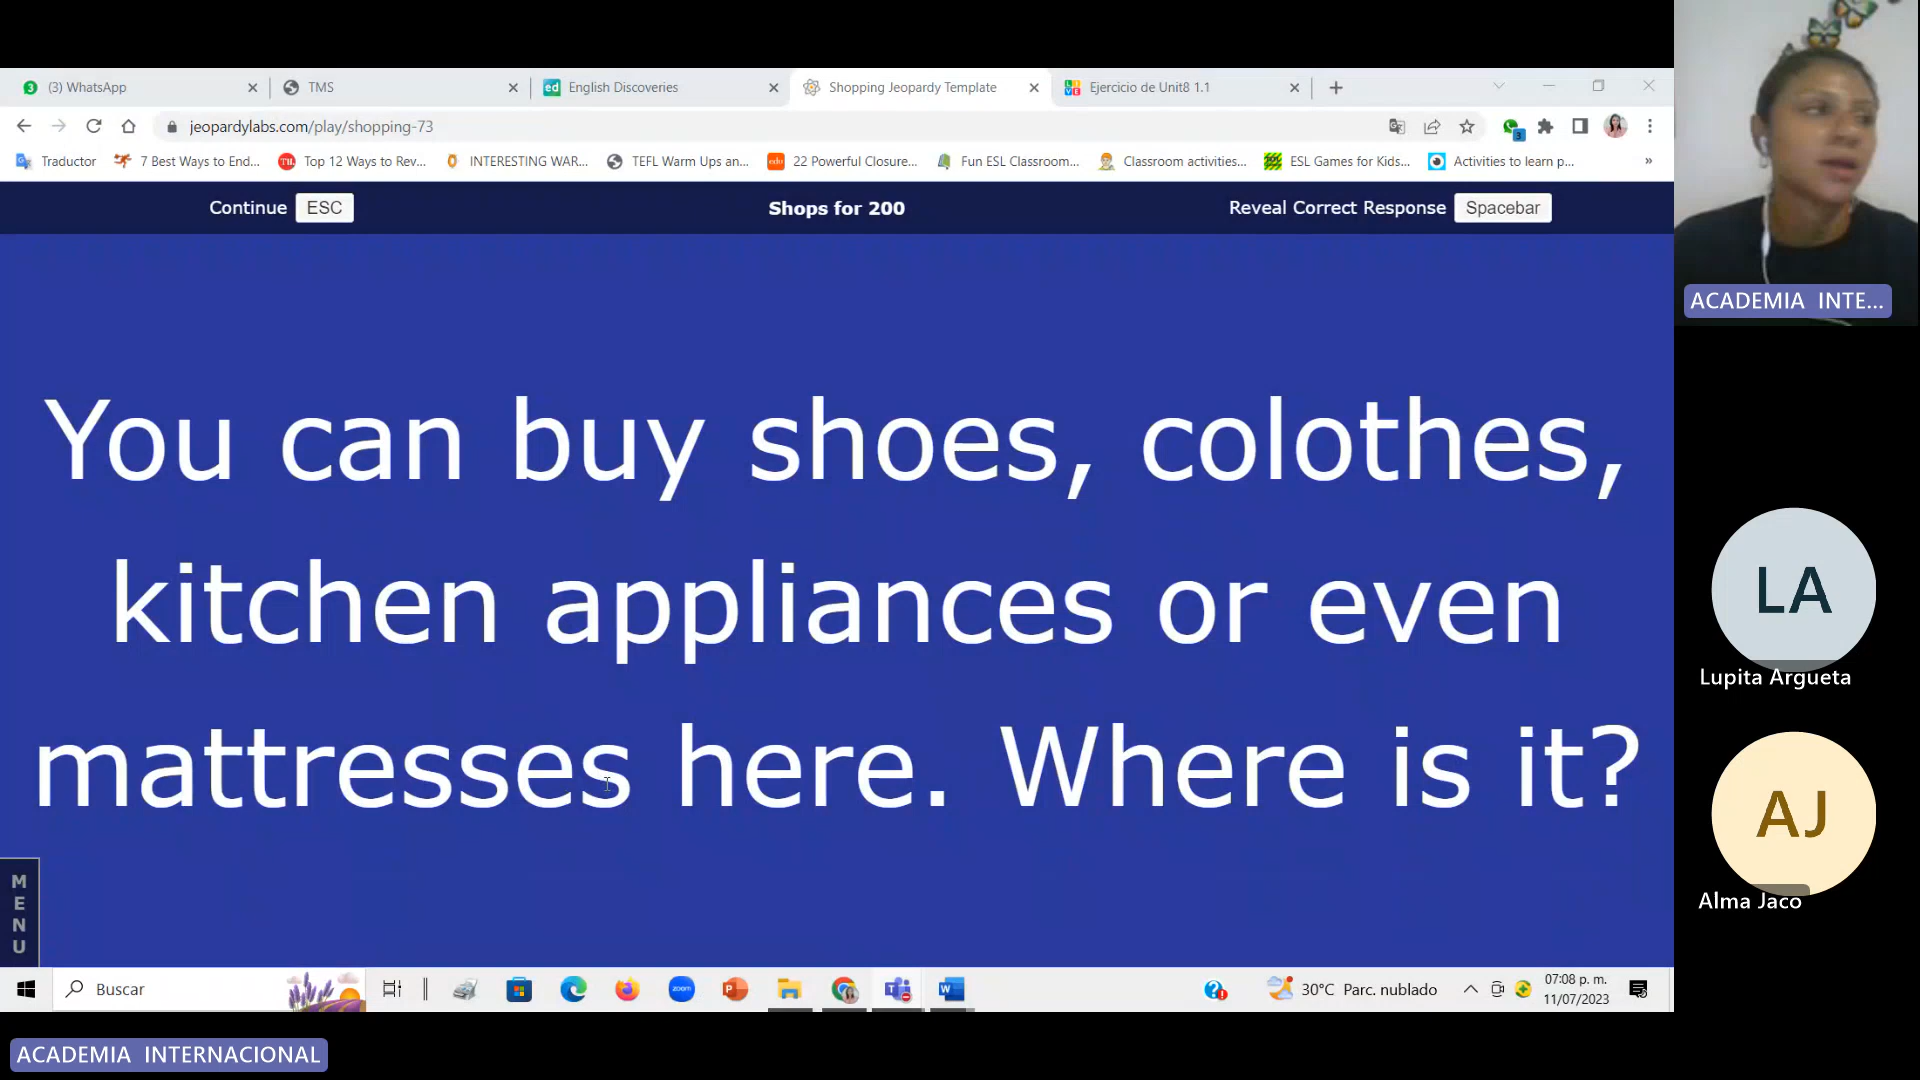 (3) WhatsApp
TMS
English Discoveries
Shopping Jeopardy Template
Ejercicio de Unit8 1.1
jeopardylabs.com/play/shopping-73
Traductor
7 Best Ways to End...
Top 12 Ways to Rev...
INTERESTING WAR...
TEFL Warm Ups an...
22 Powerful Closure...
Fun ESL Classroom...
Classroom activities...
ESL Games for Kids...
Activities to learn p...
Continue ESC
Shops for 200
Reveal Correct Response Spacebar
You can buy shoes, colothes,
kitchen appliances or even
mattresses here. Where is it?
MENU
ACADEMIA INTE...
LA
Lupita Argueta
AJ
Alma Jaco
Buscar
zoom
30°C Parc. nublado
07:08 p. m.
11/07/2023
ACADEMIA INTERNACIONAL